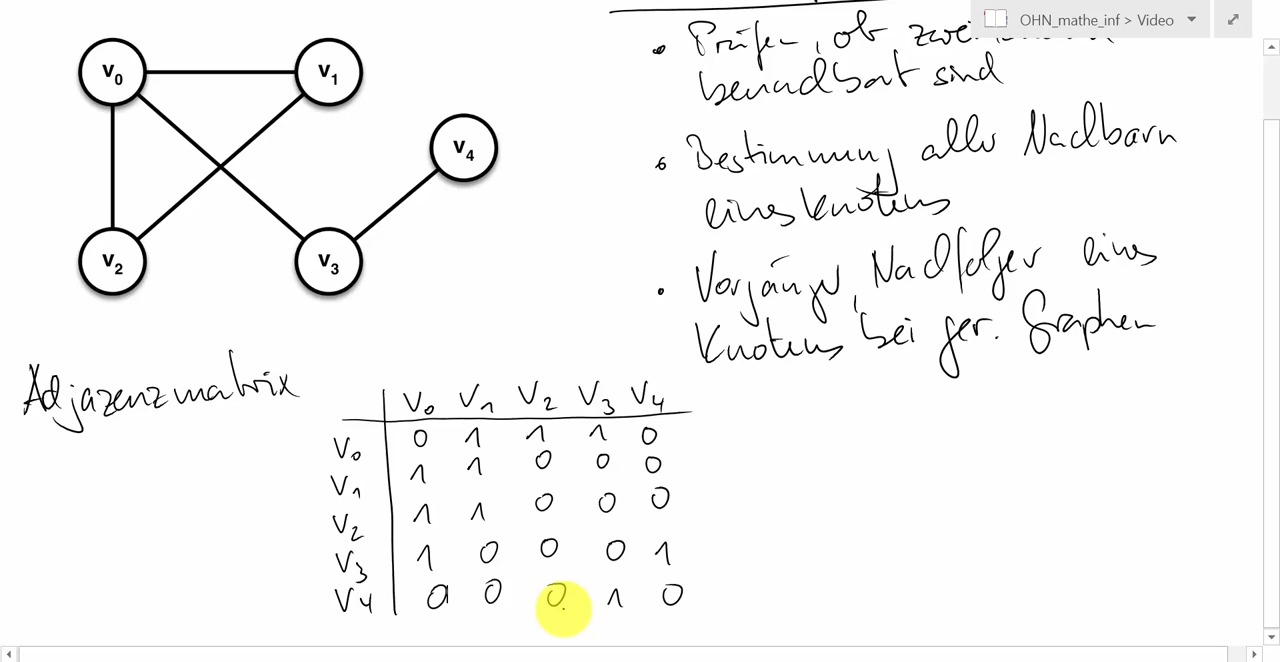 OHN_mathe_inf > Video
• Prüfen, ob zwei
benachbart sind
• Bestimmung aller Nachbarn
eines Knotens
• Vorgänger, Nachfolger eines
Knotens bei ger. Graphen
v0 v1
v4
v2 v3
Adjazenzmatrix
V0 V1 V2 V3 V4
V0 0 1 1 1 0
V1 1 1 0 0 0
V2 1 1 0 0 0
V3 1 0 0 0 1
V4 0 0 0 1 0